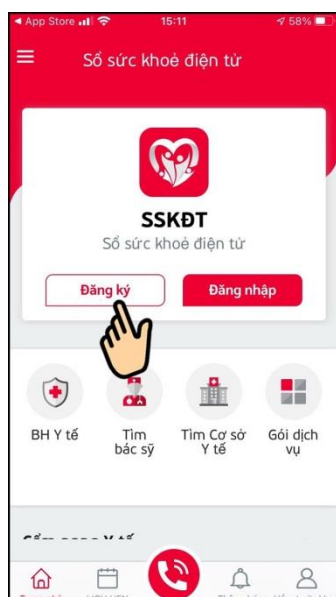 App Store 15:11 58%
Sổ sức khoẻ điện tử
SSKĐT
Sổ sức khoẻ điện tử
Đăng ký Đăng nhập
BH Y tế Tìm bác sỹ Tìm Cơ sở Y tế Gói dịch vụ